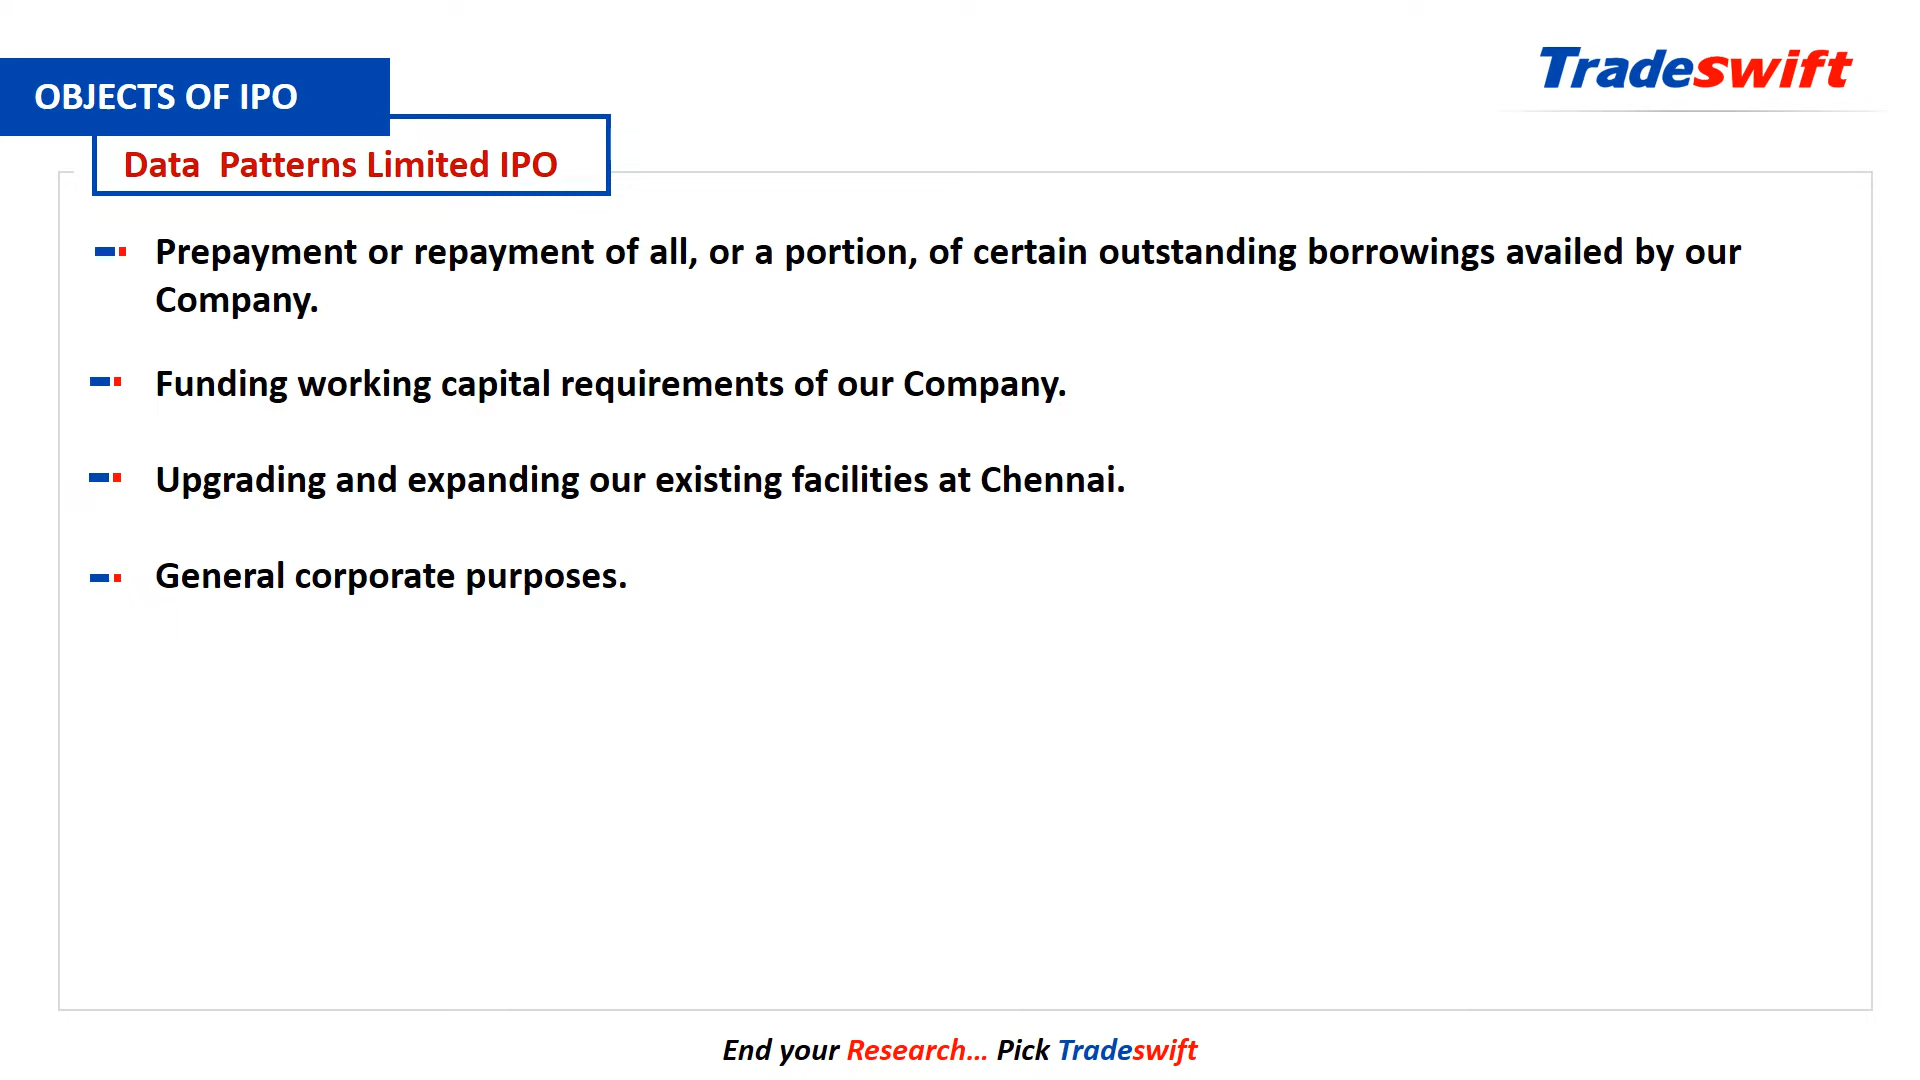 Tradeswift
OBJECTS OF IPO
Data Patterns Limited IPO
Prepayment or repayment of all, or a portion, of certain outstanding borrowings availed by our
Company.
Funding working capital requirements of our Company.
Upgrading and expanding our existing facilities at Chennai.
General corporate purposes.
End your Research... Pick Tradeswift